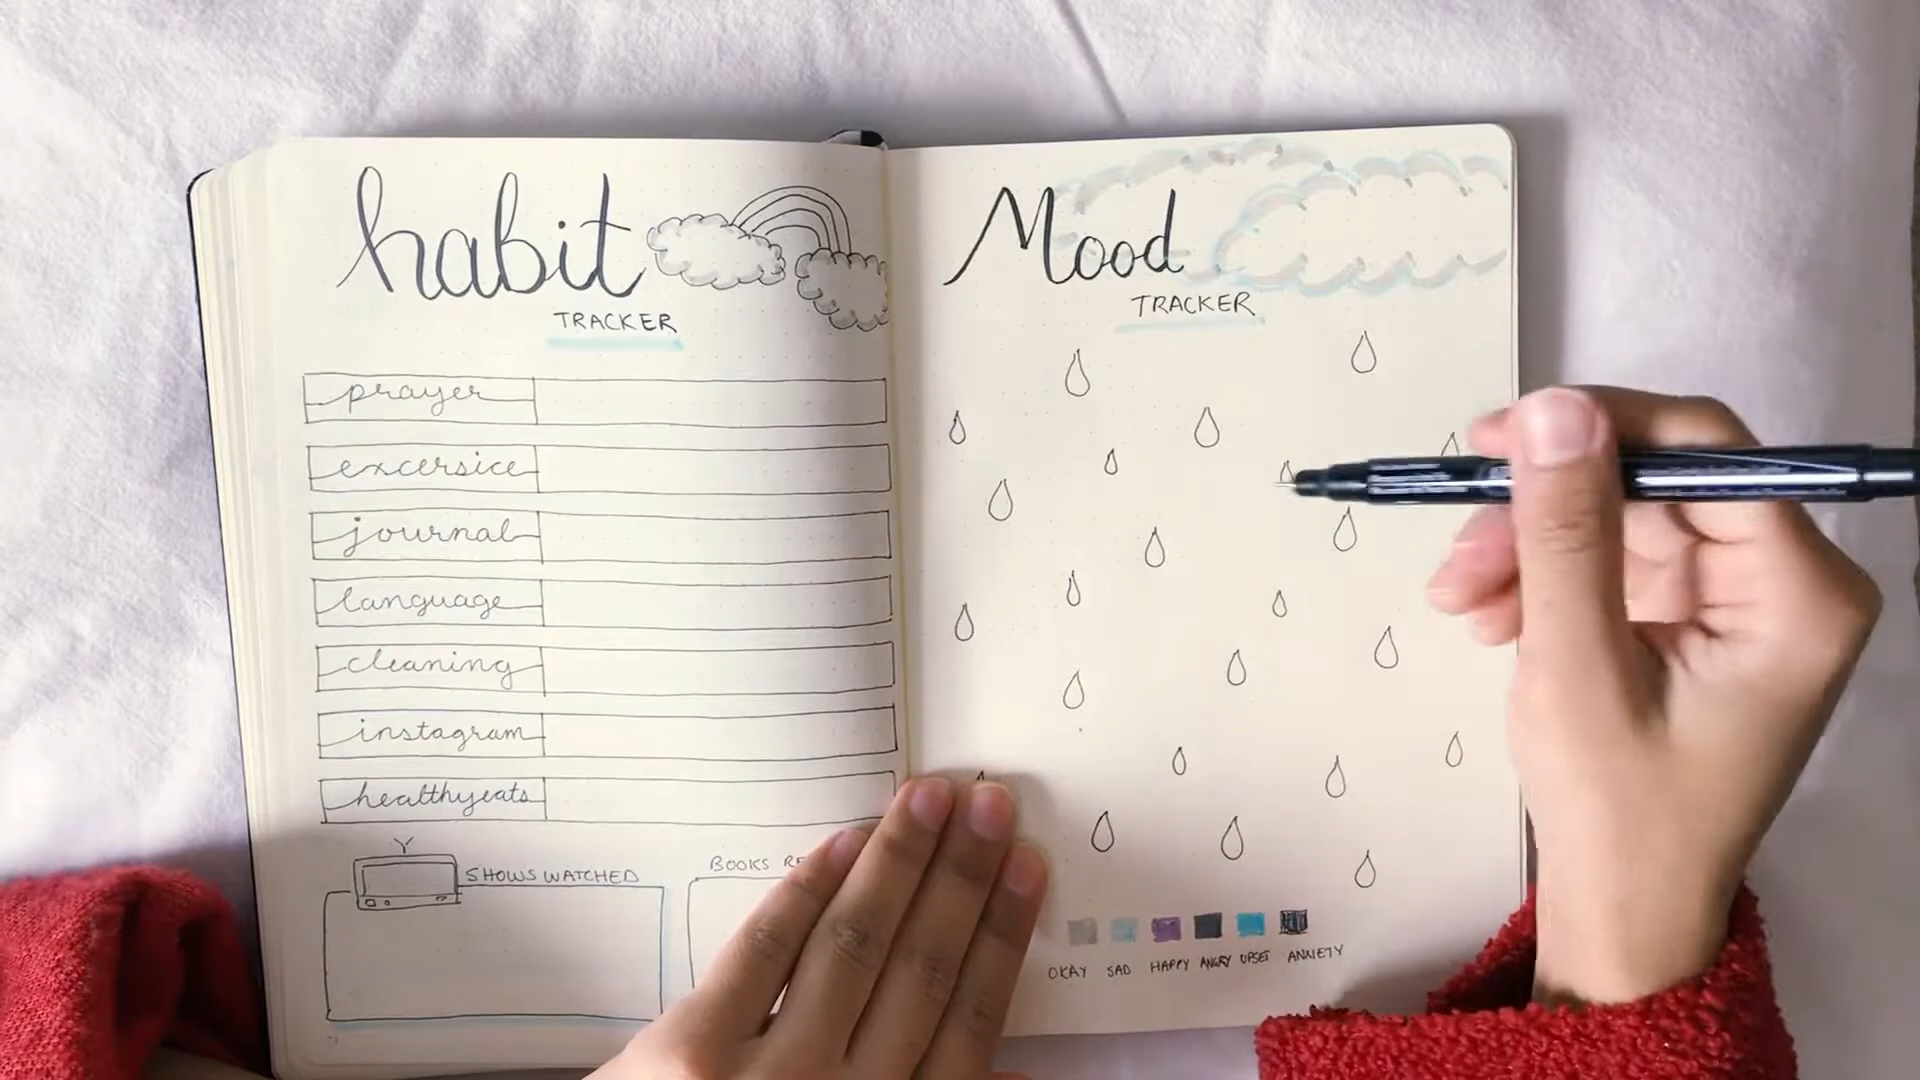 habit
TRACKER
prayer
excersice
journal
language
cleaning
instagram
healthyeats
SHOWS WATCHED
BOOKS RE
Mood
TRACKER
OKAY SAD HAPPY ANGRY UPSET ANXIETY